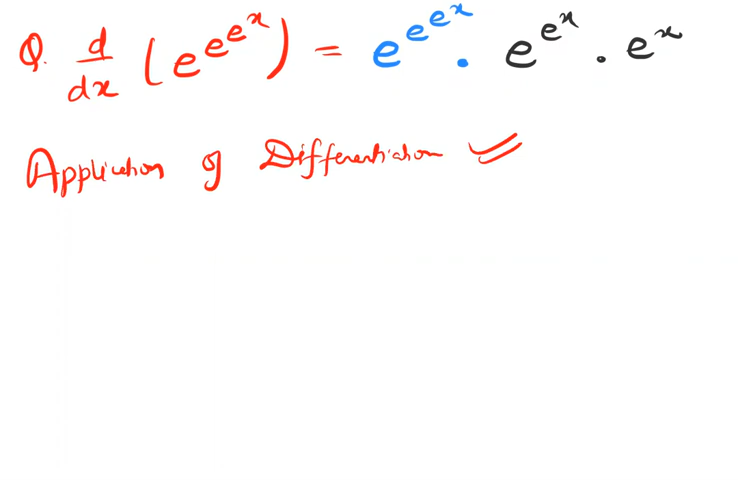 Q. d/dx (e^{e^{e^x}}) = e^{e^{e^x}} . e^{e^x} . e^x
Application of Differentiation